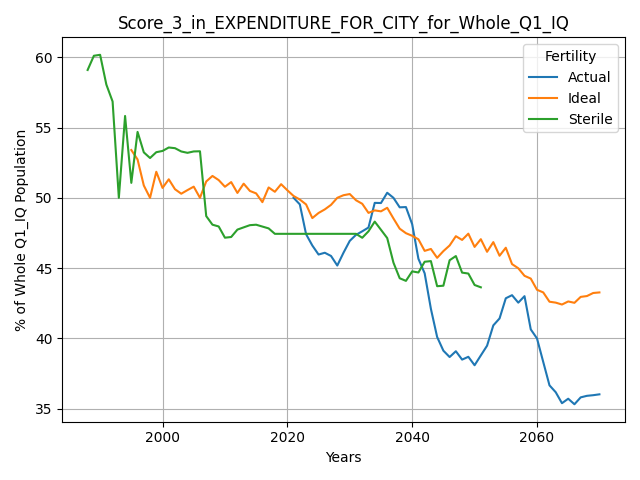 Score_3_in_EXPENDITURE_FOR_CITY_for_Whole_Q1_IQ
Fertility
Actual
Ideal
Sterile
% of Whole Q1_IQ Population
60
55
50
45
40
35
2000
2020
2040
2060
Years